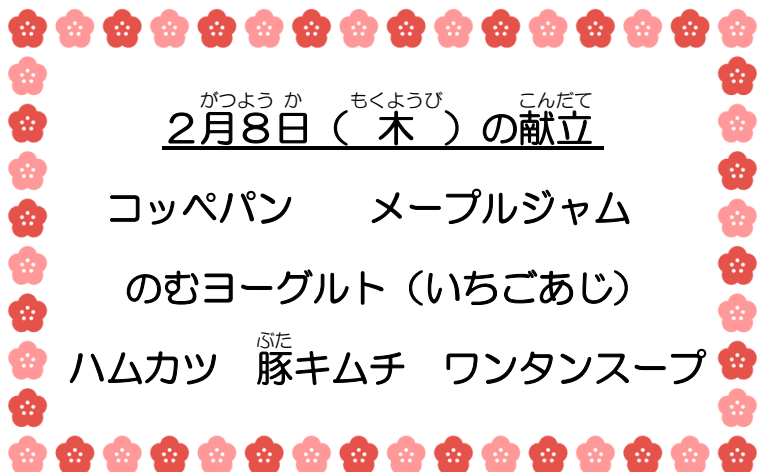 がつよう か もくようび こんだて
２月８日（ 木 ）の献立
コッペパン　　メープルジャム
のむヨーグルト（いちごあじ）
ぶた
ハムカツ　豚キムチ　ワンタンスープ